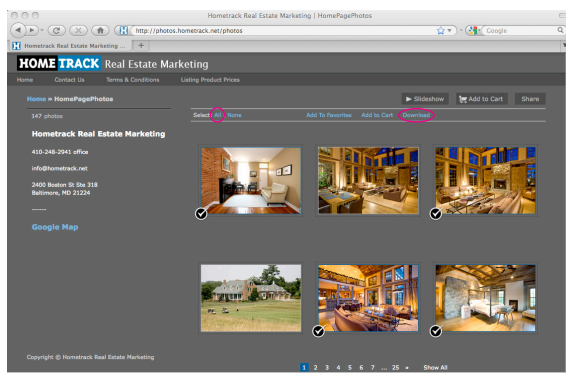 Hometrack Real Estate Marketing | HomePagePhotos
http://photos.hometrack.net/photos
Google
Hometrack Real Estate Marketing ...
HOME TRACK Real Estate Marketing
Home Contact Us Terms & Conditions Listing Product Prices
Home » HomePagePhotos
Slideshow Add to Cart Share
147 photos
Select: All None Add To Favorites Add to Cart Download
Hometrack Real Estate Marketing
410-248-2941 office
info@hometrack.net
2400 Boston St Ste 318
Baltimore, MD 21224
Google Map
Copyright © Hometrack Real Estate Marketing
1 2 3 4 5 6 7 ... 25 » Show All